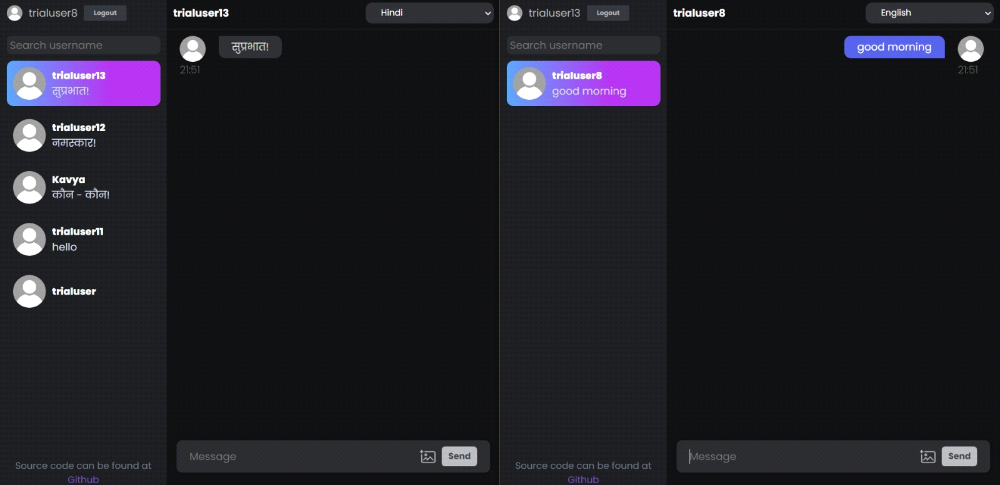 trialuser8 Logout
Search username
trialuser13
सुप्रभात!
trialuser12
नमस्कार!
Kavya
कौन - कौन!
trialuser11
hello
trialuser
Source code can be found at
Github
trialuser13 Hindi
सुप्रभात!
21:51
Message Send
trialuser13 Logout
Search username
trialuser8
good morning
Source code can be found at
Github
trialuser8 English
good morning
21:51
Message Send